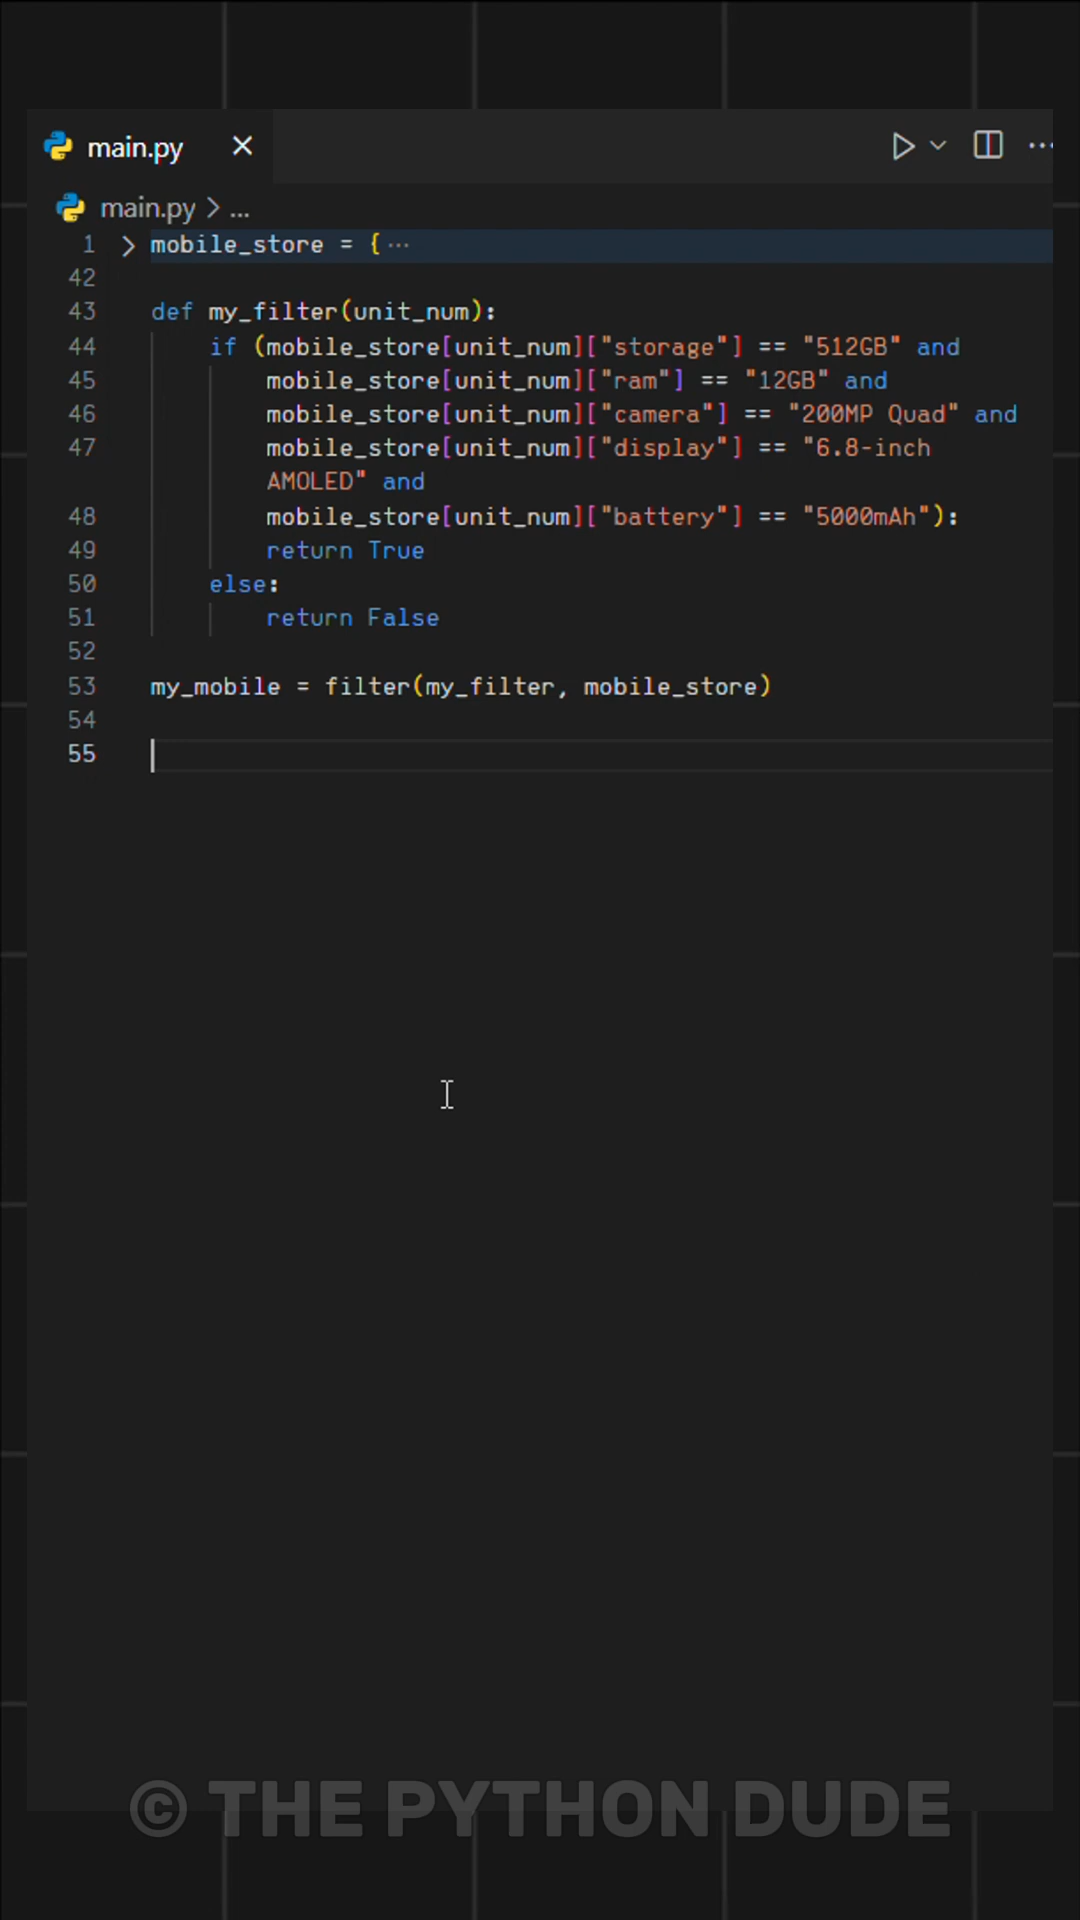 main.py
main.py > ...
1 > mobile_store = { ···
42
43 def my_filter(unit_num):
44 if (mobile_store[unit_num]["storage"] == "512GB" and
45 mobile_store[unit_num]["ram"] == "12GB" and
46 mobile_store[unit_num]["camera"] == "200MP Quad" and
47 mobile_store[unit_num]["display"] == "6.8-inch
AMOLED" and
48 mobile_store[unit_num]["battery"] == "5000mAh"):
49 return True
50 else:
51 return False
52
53 my_mobile = filter(my_filter, mobile_store)
54
55
© THE PYTHON DUDE